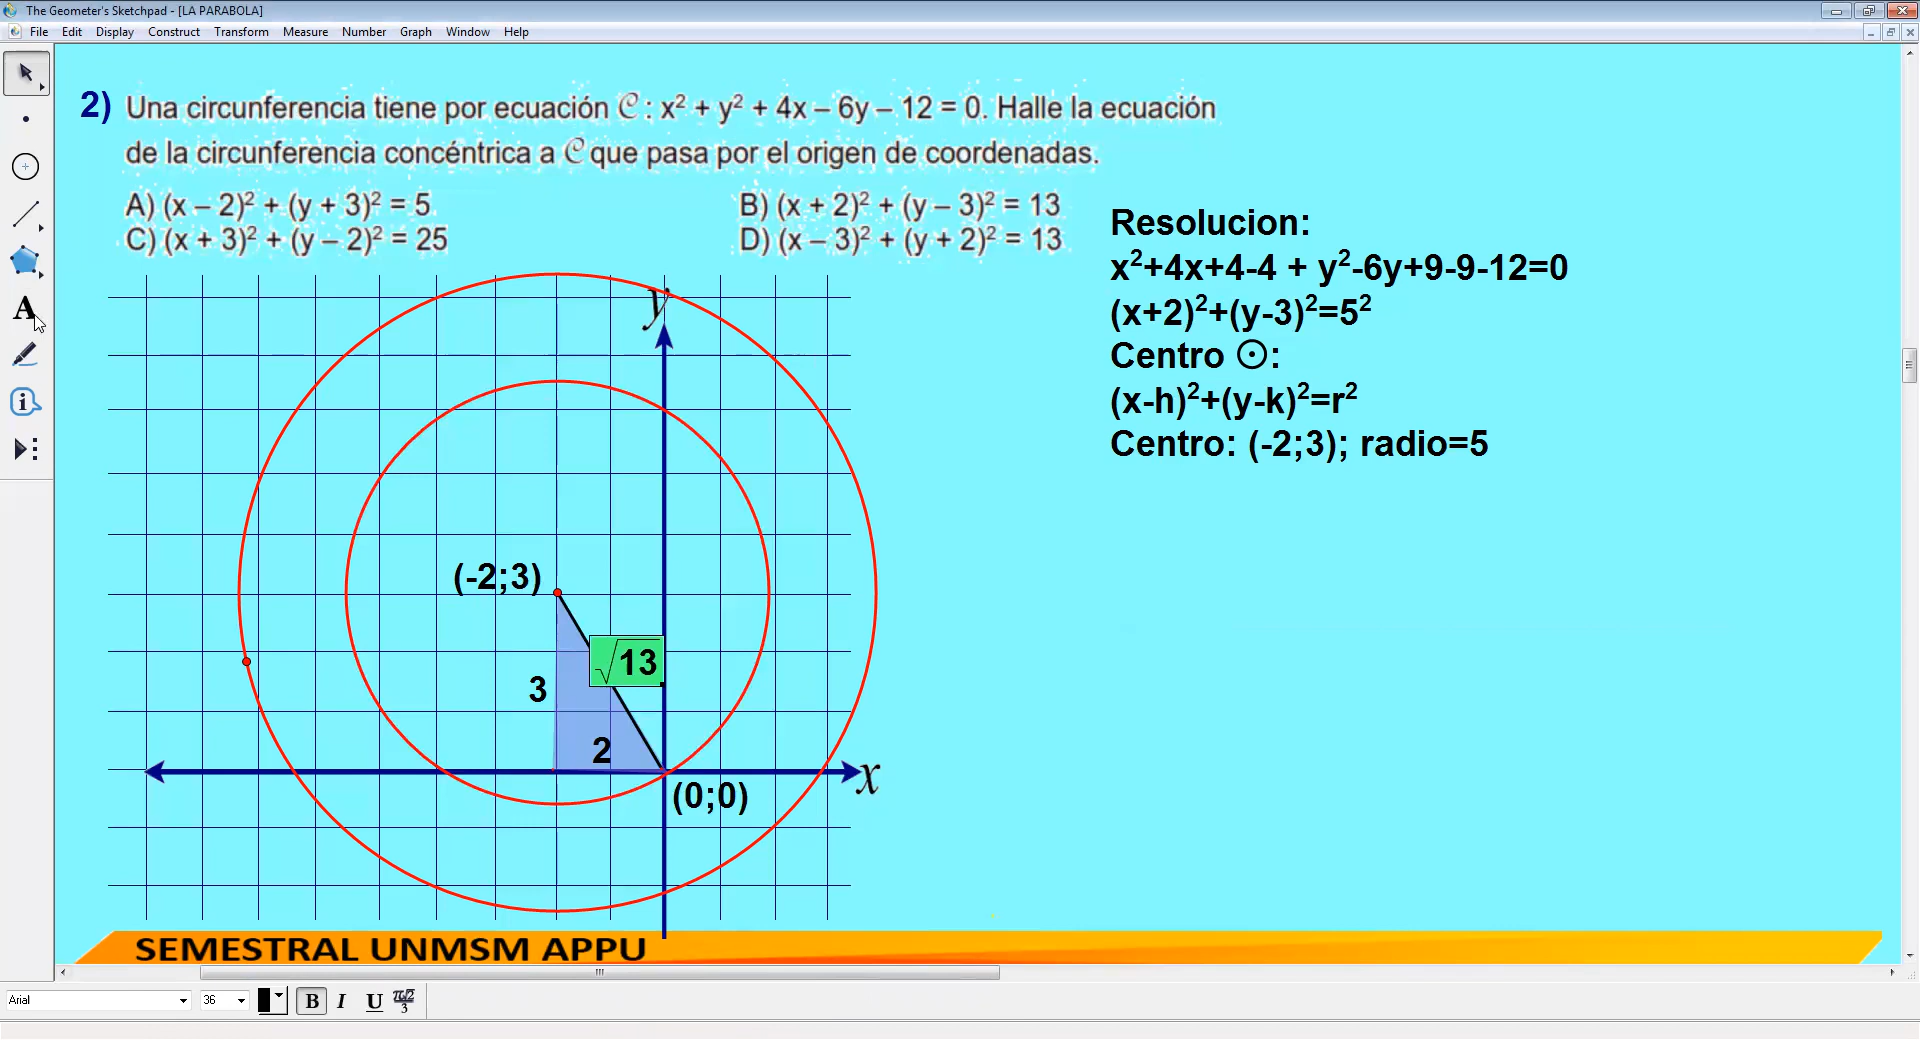 The Geometer's Sketchpad - [LA PARABOLA]
File Edit Display Construct Transform Measure Number Graph Window Help
2) Una circunferencia tiene por ecuación 𝒞 : x² + y² + 4x – 6y – 12 = 0. Halle la ecuación
de la circunferencia concéntrica a 𝒞 que pasa por el origen de coordenadas.
A) (x – 2)² + (y + 3)² = 5
B) (x + 2)² + (y – 3)² = 13
C) (x + 3)² + (y – 2)² = 25
D) (x – 3)² + (y + 2)² = 13
Resolucion:
x²+4x+4-4 + y²-6y+9-9-12=0
(x+2)²+(y-3)²=5²
Centro ⊙:
(x-h)²+(y-k)²=r²
Centro: (-2;3); radio=5
y
(-2;3)
√13
3
2
x
(0;0)
SEMESTRAL UNMSM APPU
Arial 36 B I U